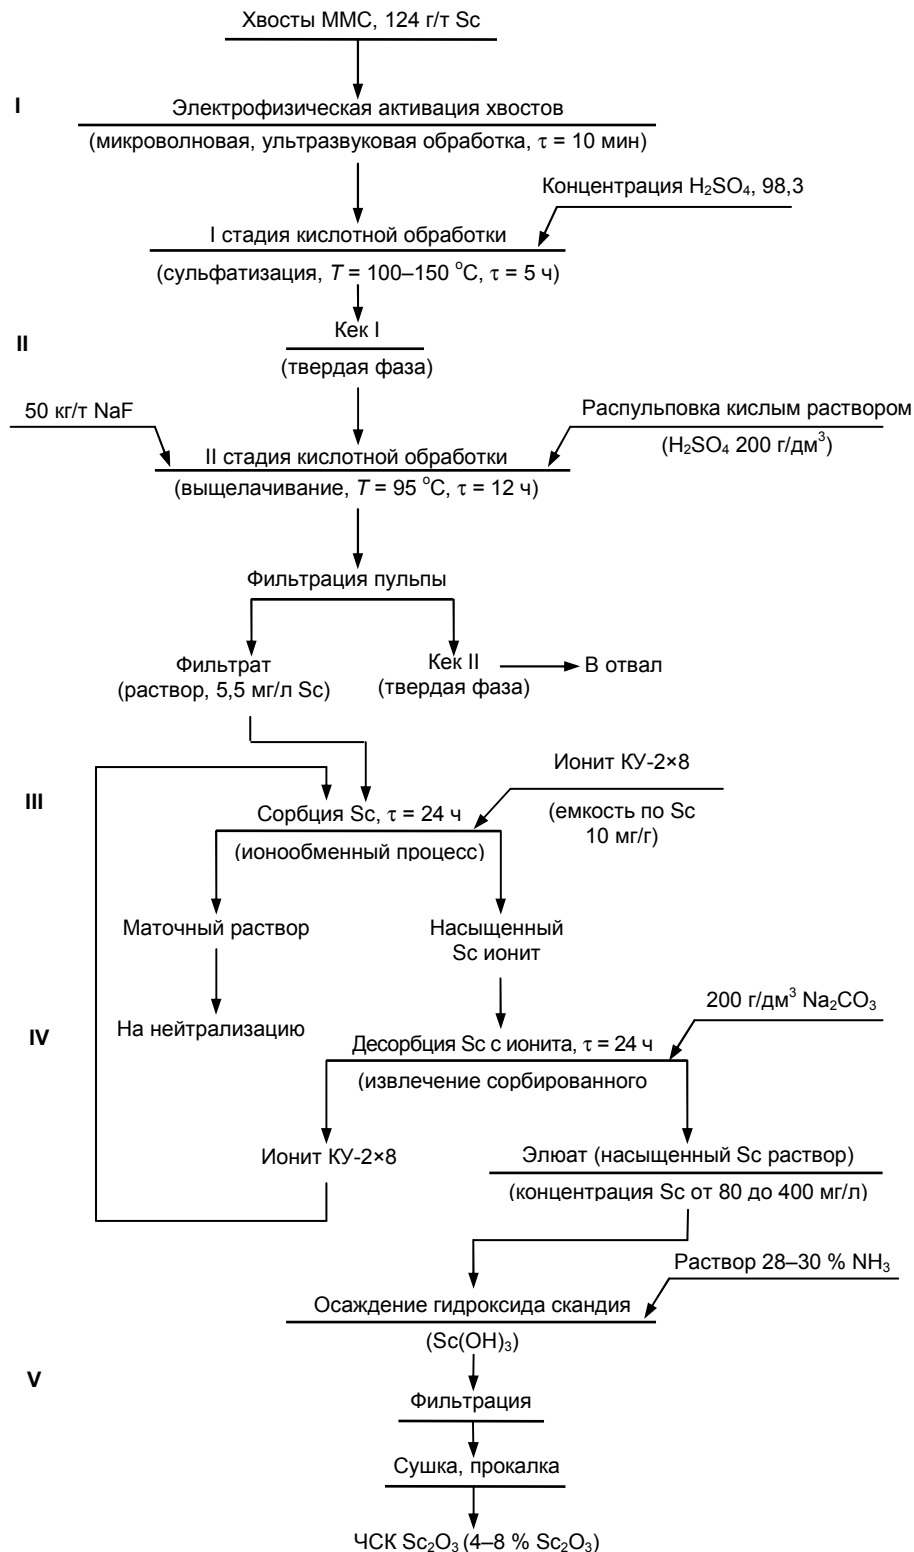 Хвосты ММС, 124 г/т Sc
I
Электрофизическая активация хвостов
(микроволновая, ультразвуковая обработка, τ = 10 мин)
Концентрация H₂SO₄, 98,3
I стадия кислотной обработки
(сульфатизация, T = 100–150 °С, τ = 5 ч)
Кек I
II
(твердая фаза)
50 кг/т NaF
Распульповка кислым раствором
(H₂SO₄ 200 г/дм³)
II стадия кислотной обработки
(выщелачивание, T = 95 °С, τ = 12 ч)
Фильтрация пульпы
Фильтрат
(раствор, 5,5 мг/л Sc)
Кек II
(твердая фаза)
В отвал
Ионит КУ-2×8
III
Сорбция Sc, τ = 24 ч
(емкость по Sc
10 мг/г)
(ионообменный процесс)
Маточный раствор
Насыщенный
Sc ионит
200 г/дм³ Na₂CO₃
На нейтрализацию
IV
Десорбция Sc с ионита, τ = 24 ч
(извлечение сорбированного
Ионит КУ-2×8
Элюат (насыщенный Sc раствор)
(концентрация Sc от 80 до 400 мг/л)
Раствор 28–30 % NH₃
Осаждение гидроксида скандия
(Sc(OH)₃)
V
Фильтрация
Сушка, прокалка
ЧСК Sc₂O₃ (4–8 % Sc₂O₃)